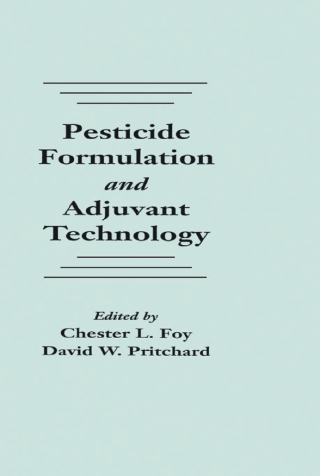 Pesticide
Formulation
and
Adjuvant
Technology
Edited by
Chester L. Foy
David W. Pritchard